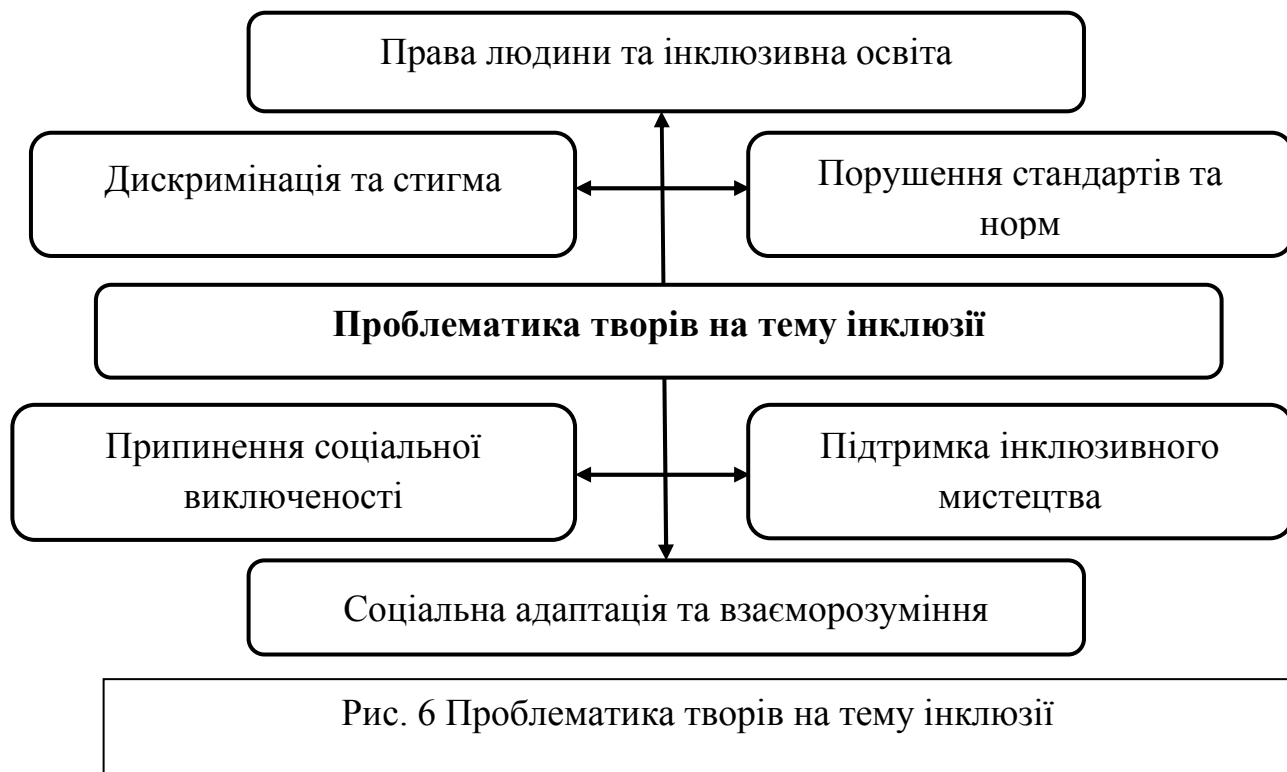 Права людини та інклюзивна освіта
Дискримінація та стигма
Порушення стандартів та
норм
Проблематика творів на тему інклюзії
Припинення соціальної
виключеності
Підтримка інклюзивного
мистецтва
Соціальна адаптація та взаєморозуміння
Рис. 6 Проблематика творів на тему інклюзії